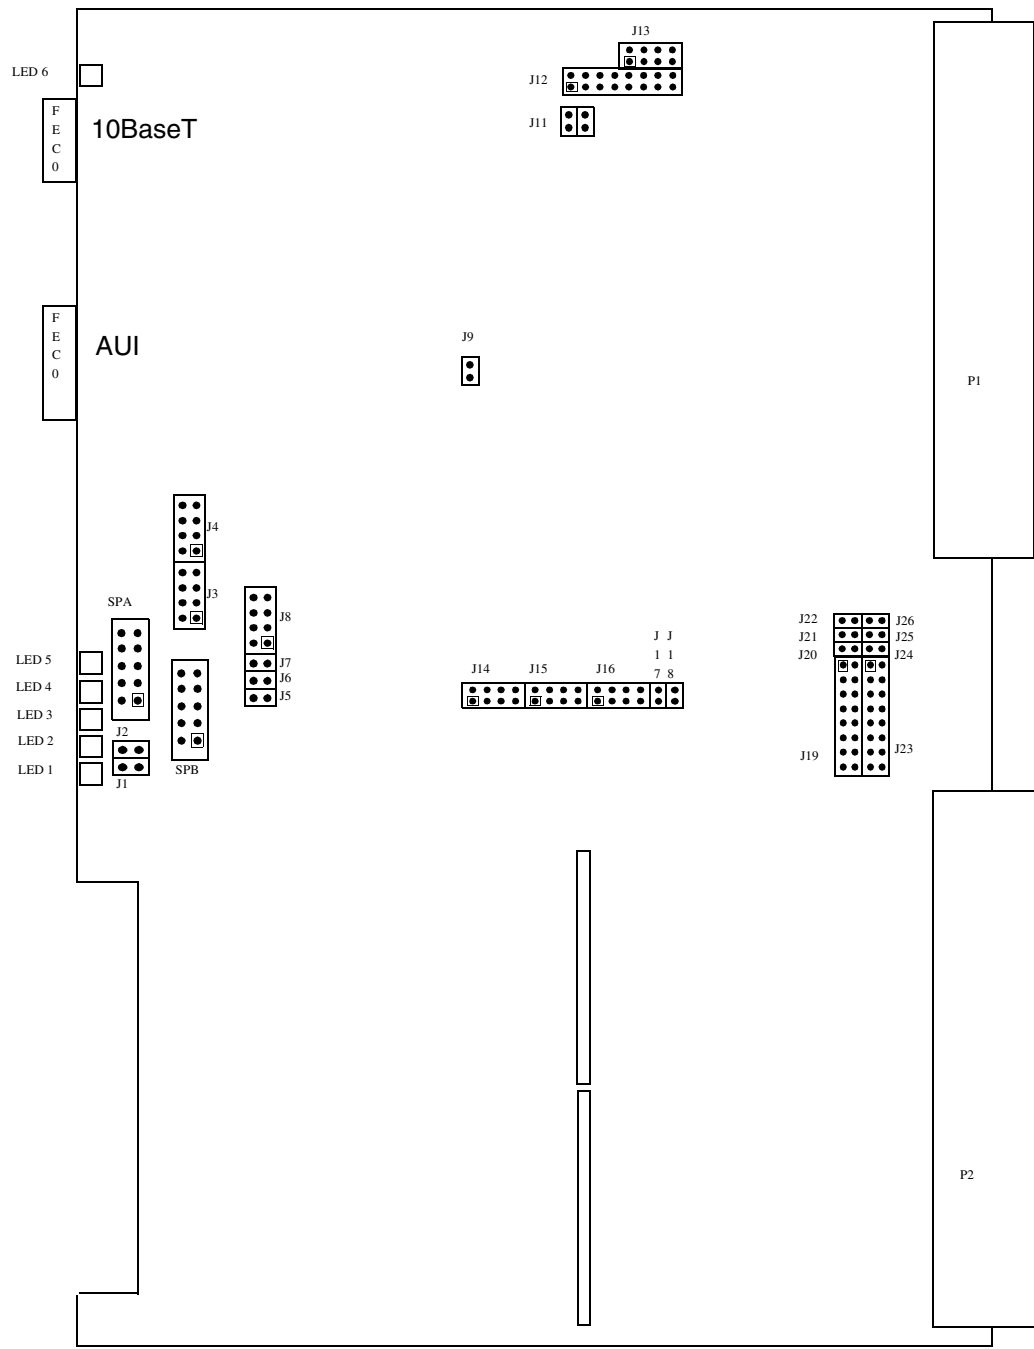 J13
LED 6
J12
F
E
C
0
10BaseT
J11
F
E
C
0
AUI
J9
P1
J4
J3
SPA
J8
J22
J26
J21
J25
J20
J24
LED 5
J7
J6
J5
J14
J15
J16
J J
1 1
7 8
LED 4
LED 3
J2
LED 2
LED 1
SPB
J1
J19
J23
P2